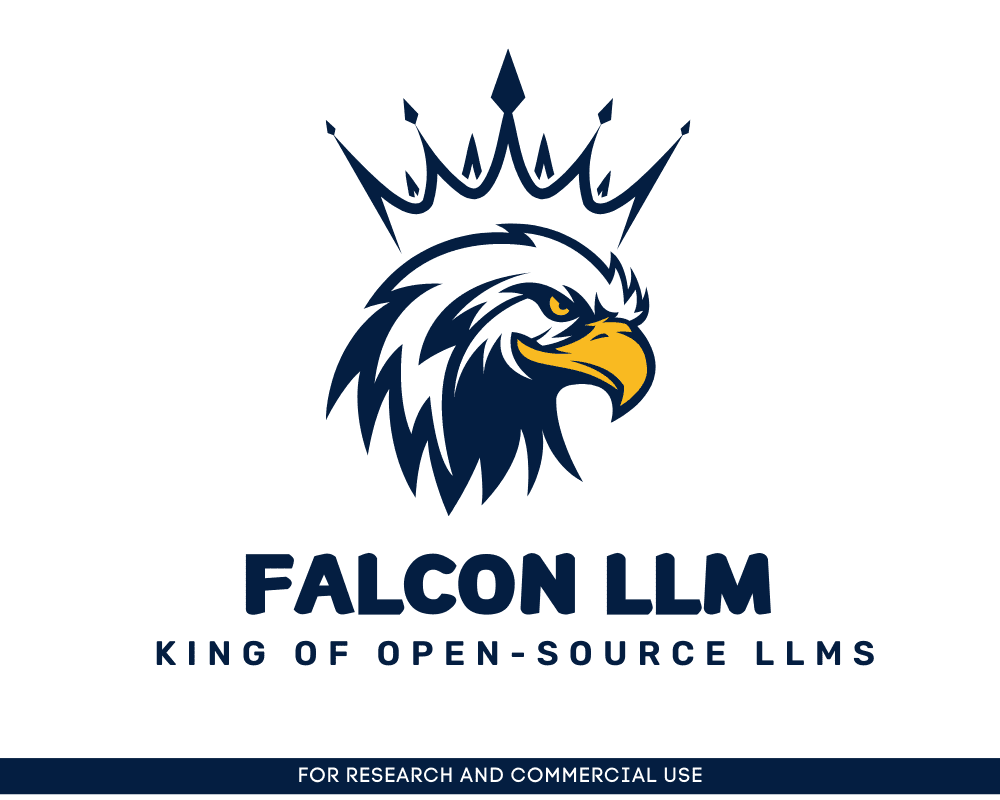 FALCON LLM
KING OF OPEN-SOURCE LLMS
FOR RESEARCH AND COMMERCIAL USE